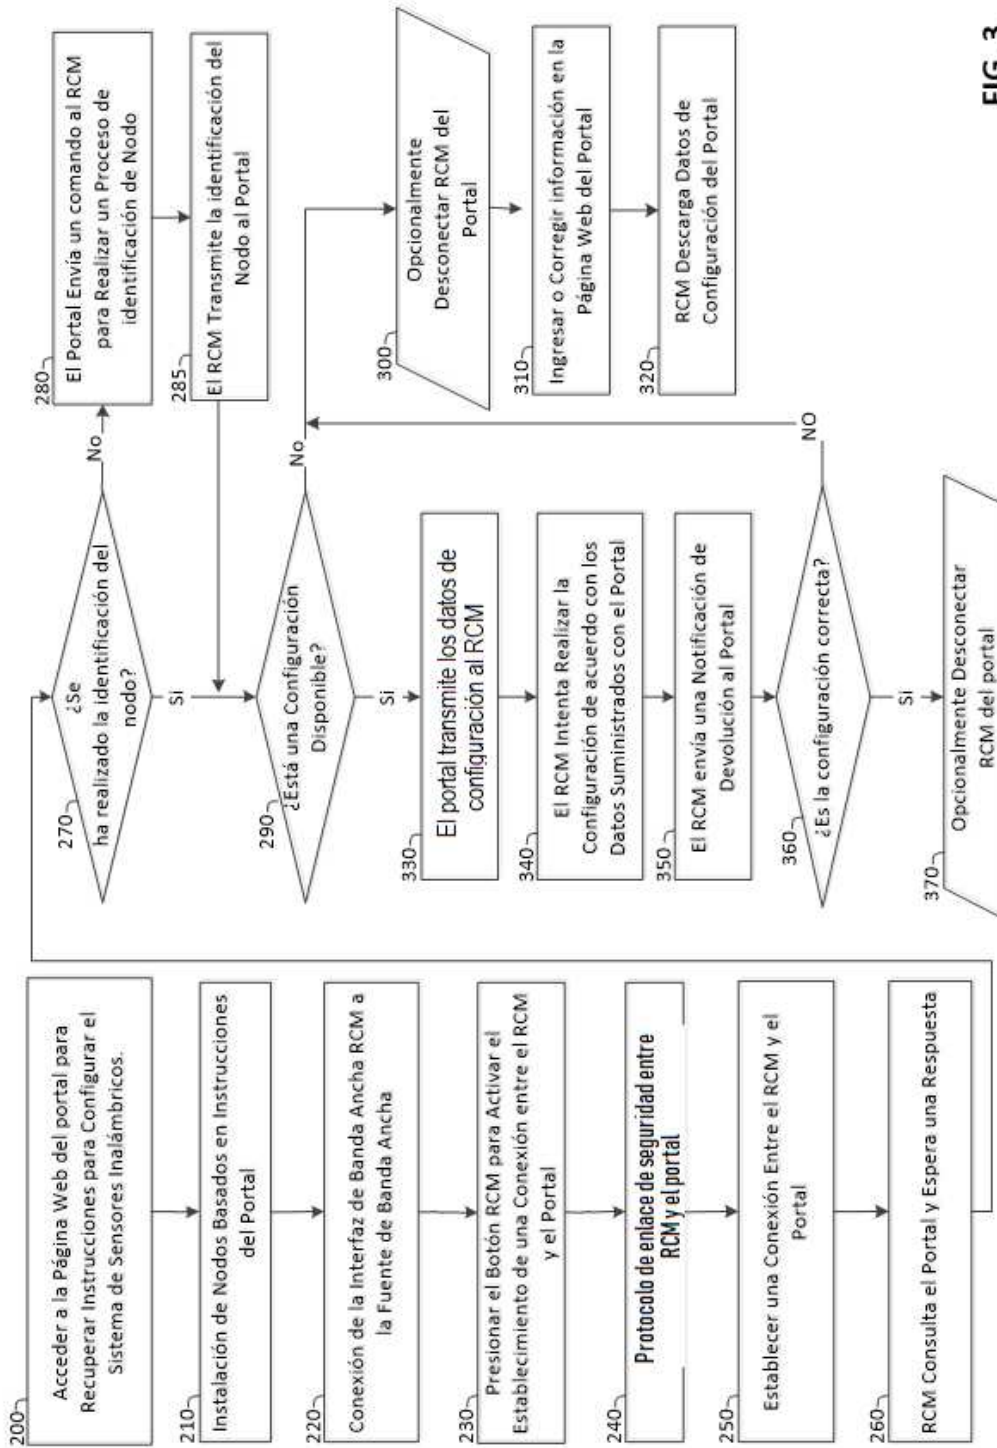 200
Acceder a la Página Web del portal para
Recuperar Instrucciones para Configurar el
Sistema de Sensores Inalámbricos.
210
Instalación de Nodos Basados en Instrucciones
del Portal
220
Conexión de la Interfaz de Banda Ancha RCM a
la Fuente de Banda Ancha
230
Presionar el Botón RCM para Activar el
Establecimiento de una Conexión entre el RCM
y el Portal
240
Protocolo de enlace de seguridad entre
RCM y el portal
250
Establecer una Conexión Entre el RCM y el
Portal
260
RCM Consulta el Portal y Espera una Respuesta
270
¿Se
ha realizado la identificación del
nodo?
No
Sí
280
El Portal Envía un comando al RCM
para Realizar un Proceso de
identificación de Nodo
285
El RCM Transmite la identificación del
Nodo al Portal
290
¿Está una Configuración
Disponible?
No
Sí
300
Opcionalmente
Desconectar RCM del
Portal
310
Ingresar o Corregir información en la
Página Web del Portal
320
RCM Descarga Datos de
Configuración del Portal
330
El portal transmite los datos de
configuración al RCM
340
El RCM Intenta Realizar la
Configuración de acuerdo con los
Datos Suministrados con el Portal
350
El RCM envía una Notificación de
Devolución al Portal
360
¿Es la configuración correcta?
NO
Sí
370
Opcionalmente Desconectar
RCM del portal
FIG. 3